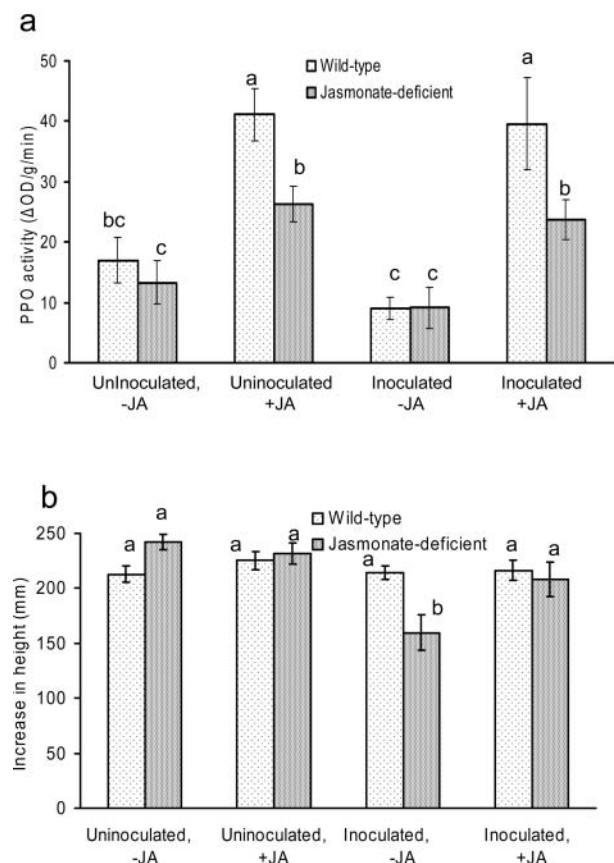 a
Wild-type
Jasmonate-deficient
PPO activity (ΔOD/g/min)
50
40
30
20
10
0
bc
c
a
b
c
c
a
b
UnInoculated, -JA
Uninoculated +JA
Inoculated -JA
Inoculated +JA
b
Wild-type
Jasmonate-deficient
Increase in height (mm)
250
200
150
100
50
0
a
a
a
a
a
b
a
a
Uninoculated, -JA
Uninoculated, +JA
Inoculated, -JA
Inoculated, +JA